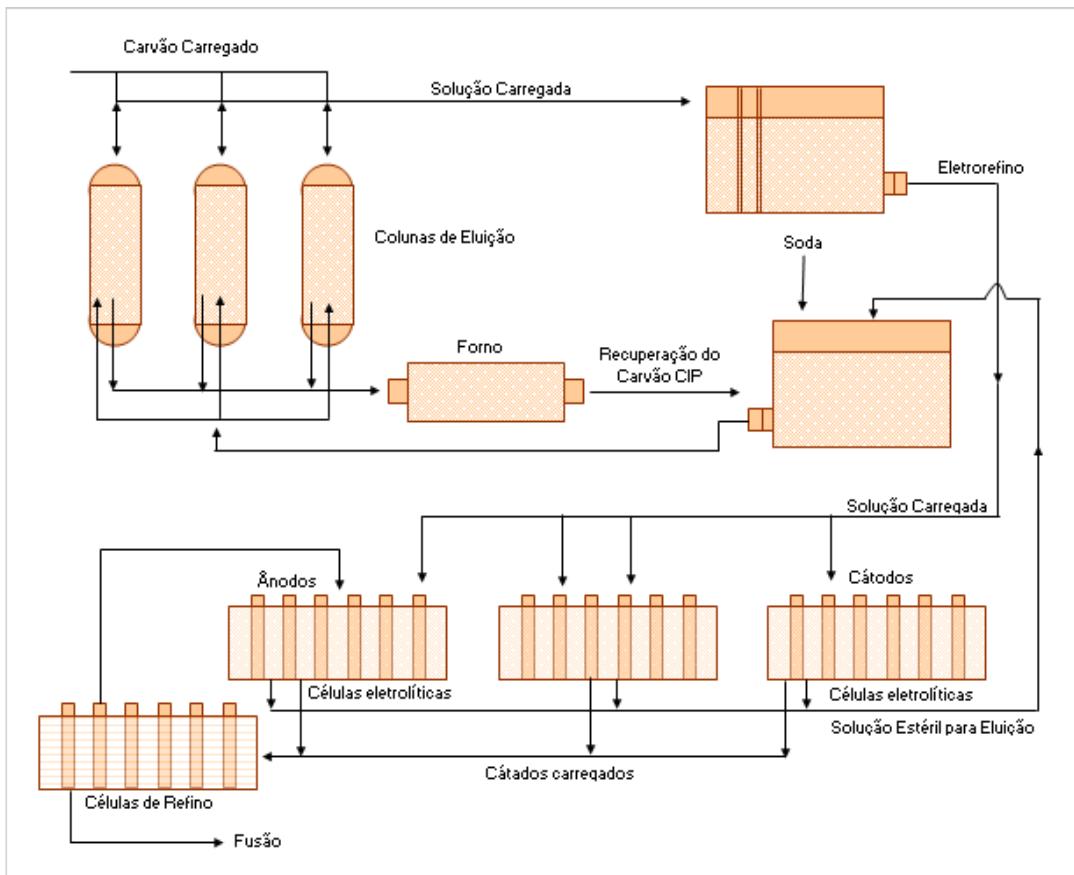 Carvão Carregado
Solução Carregada
Eletrorefino
Colunas de Eluição
Soda
Forno
Recuperação do
Carvão CIP
Solução Carregada
Ânodos
Cátodos
Células eletrolíticas
Células eletrolíticas
Solução Estéril para Eluição
Cátados carregados
Células de Refino
Fusão